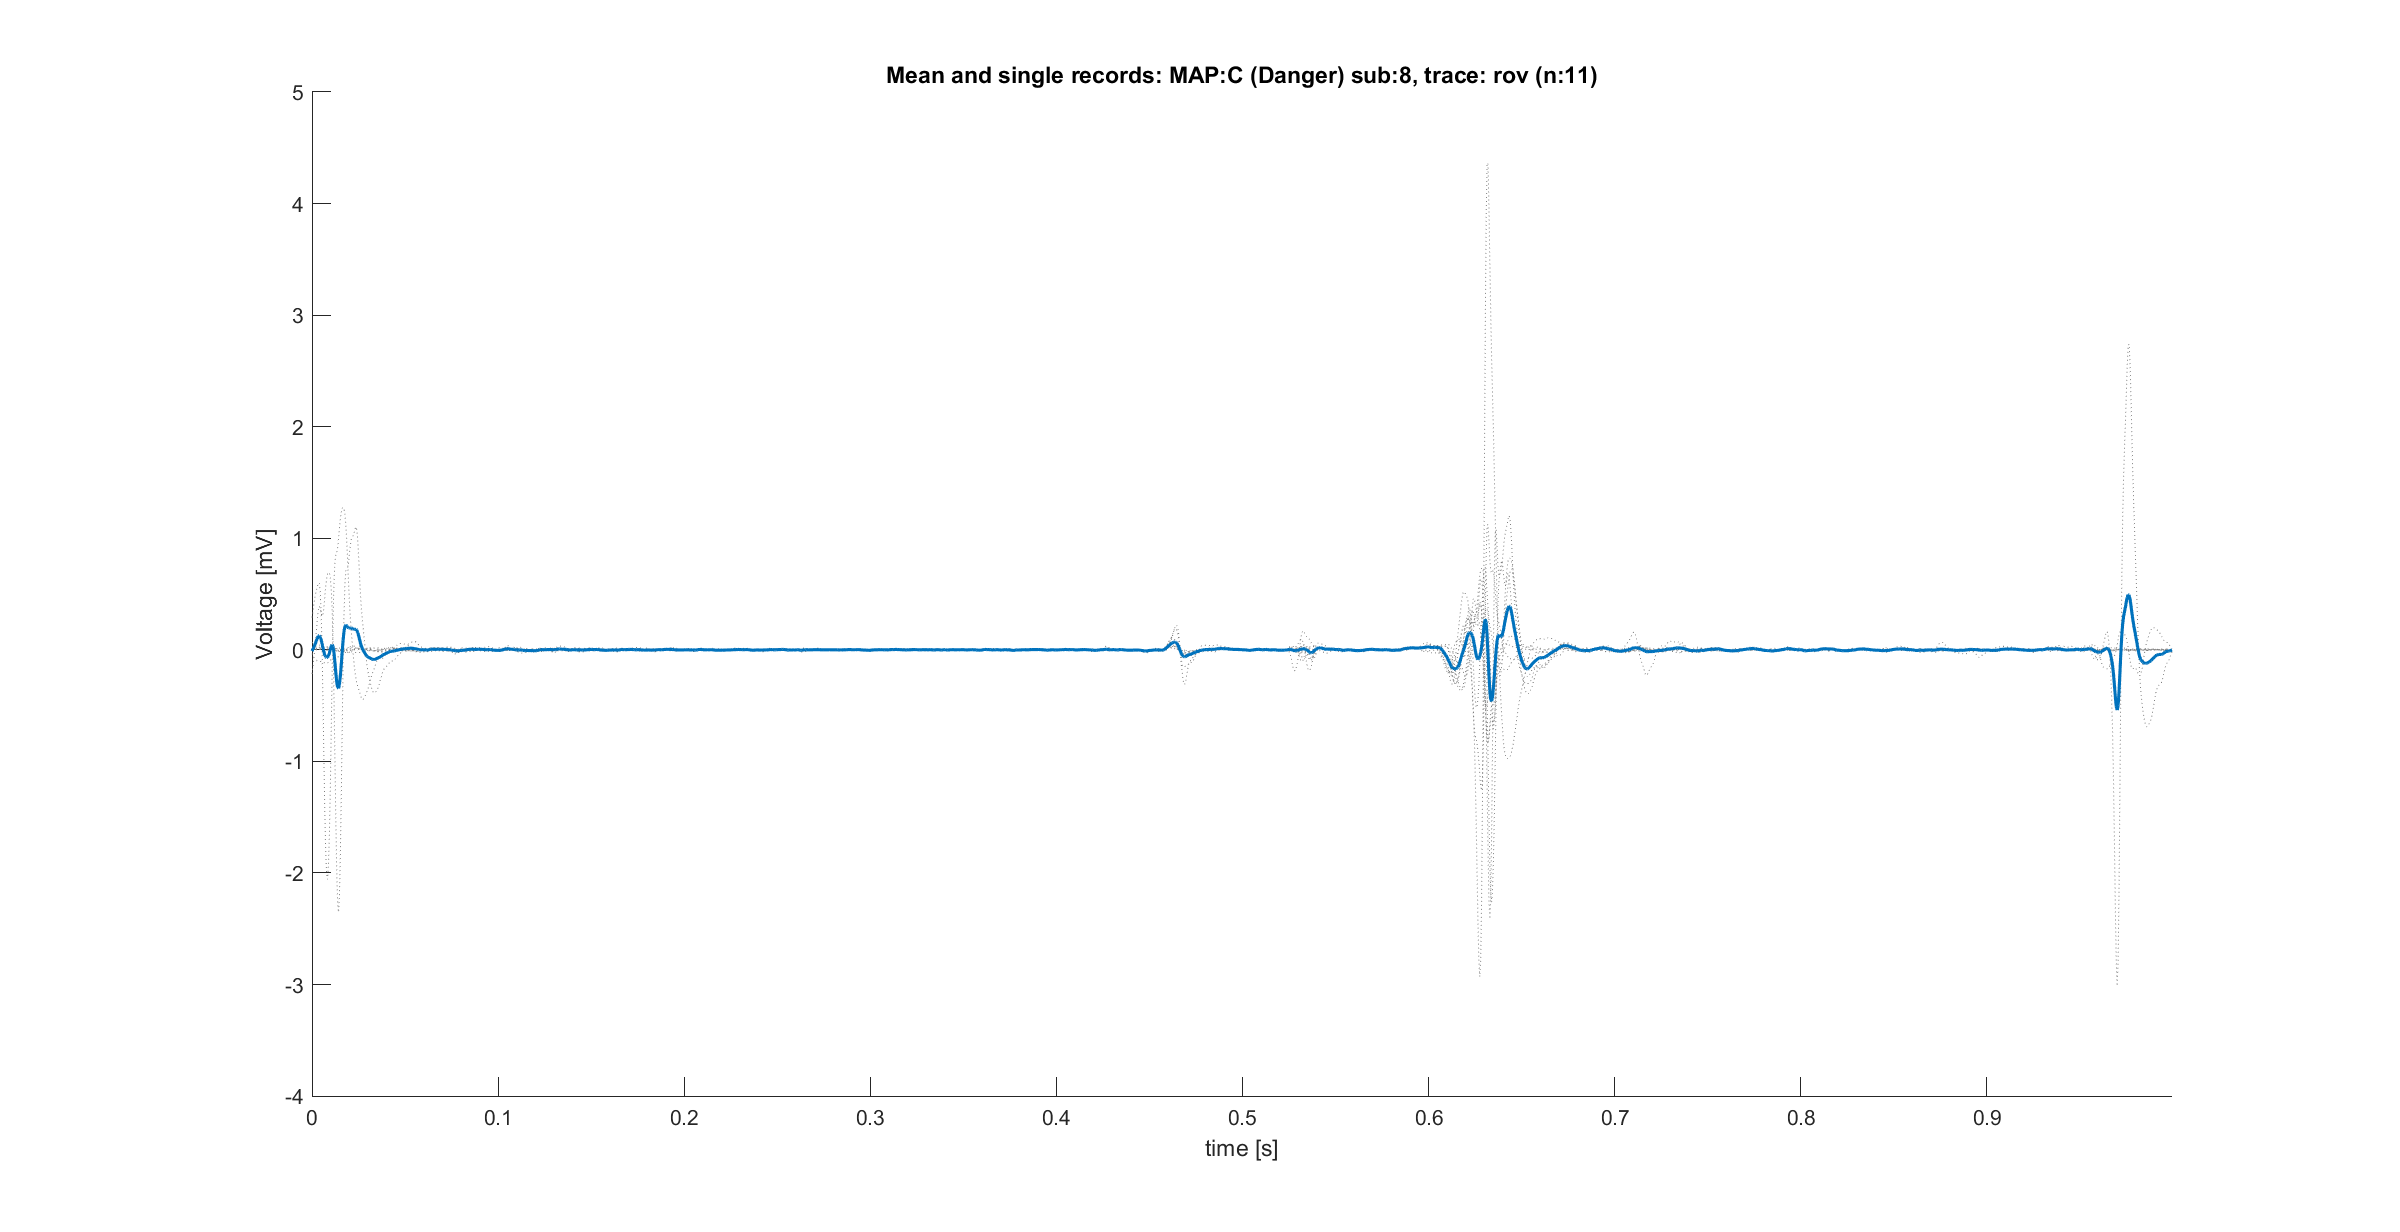 Mean and single records: MAP:C (Danger) sub:8, trace: rov (n:11)
5
4
3
2
1
0
-1
-2
-3
-4
Voltage [mV]
0 0.1 0.2 0.3 0.4 0.5 0.6 0.7 0.8 0.9
time [s]